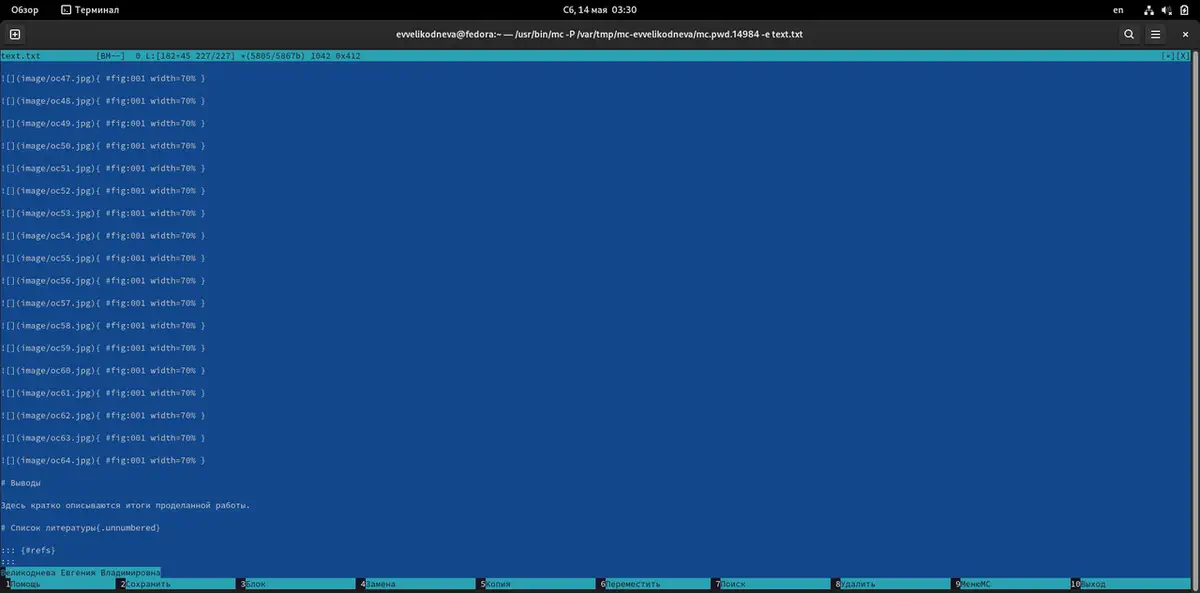 Обзор Терминал Сб, 14 мая 03:30 en
evvelikodneva@fedora:~ — /usr/bin/mc -P /var/tmp/mc-evvelikodneva/mc.pwd.14984 -e text.txt
text.txt [BM--] 0 L:[182+45 227/227] *(5805/5867b) 1042 0x412 [*][X]
![](image/oc47.jpg){ #fig:001 width=70% }
![](image/oc48.jpg){ #fig:001 width=70% }
![](image/oc49.jpg){ #fig:001 width=70% }
![](image/oc50.jpg){ #fig:001 width=70% }
![](image/oc51.jpg){ #fig:001 width=70% }
![](image/oc52.jpg){ #fig:001 width=70% }
![](image/oc53.jpg){ #fig:001 width=70% }
![](image/oc54.jpg){ #fig:001 width=70% }
![](image/oc55.jpg){ #fig:001 width=70% }
![](image/oc56.jpg){ #fig:001 width=70% }
![](image/oc57.jpg){ #fig:001 width=70% }
![](image/oc58.jpg){ #fig:001 width=70% }
![](image/oc59.jpg){ #fig:001 width=70% }
![](image/oc60.jpg){ #fig:001 width=70% }
![](image/oc61.jpg){ #fig:001 width=70% }
![](image/oc62.jpg){ #fig:001 width=70% }
![](image/oc63.jpg){ #fig:001 width=70% }
![](image/oc64.jpg){ #fig:001 width=70% }
# Выводы
Здесь кратко описываются итоги проделанной работы.
# Список литературы{.unnumbered}
::: {#refs}
:::
Великоднева Евгения Владимировна
1Помощь 2Сохранить 3Блок 4Замена 5Копия 6Переместить 7Поиск 8Удалить 9МенюMC 10Выход